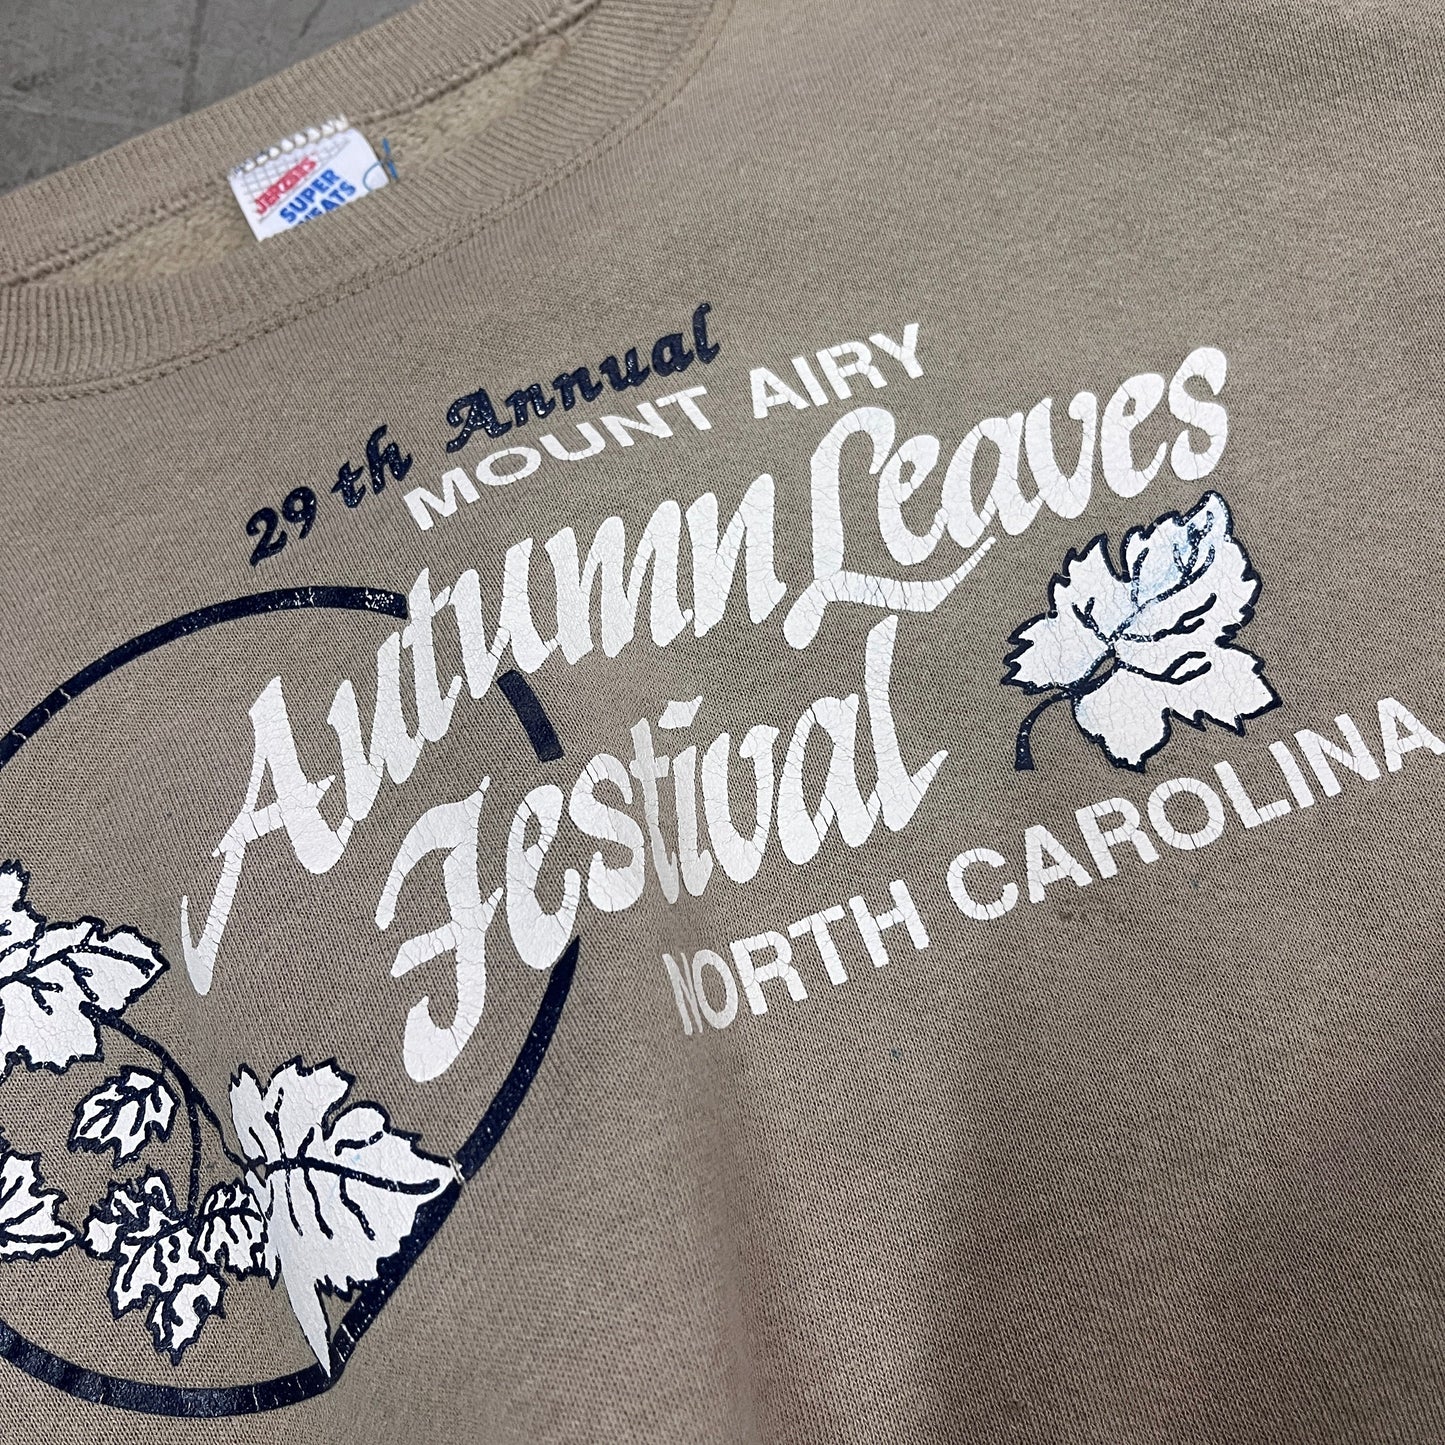 JERZEES
SUPER
SWEATS
29th Annual
MOUNT AIRY
Autumn Leaves
Festival
NORTH CAROLINA